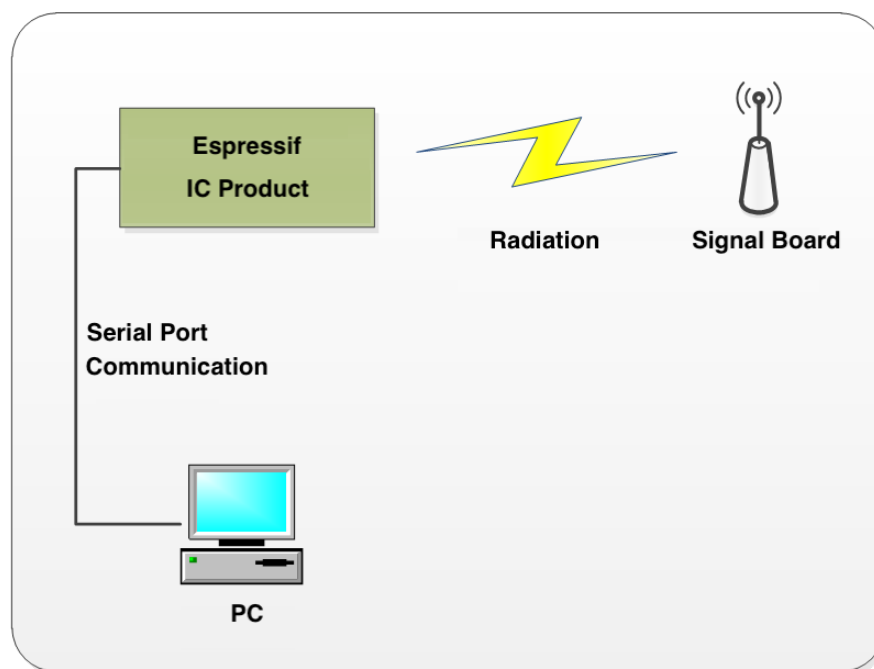 Espressif
IC Product
Radiation
Signal Board
Serial Port
Communication
PC